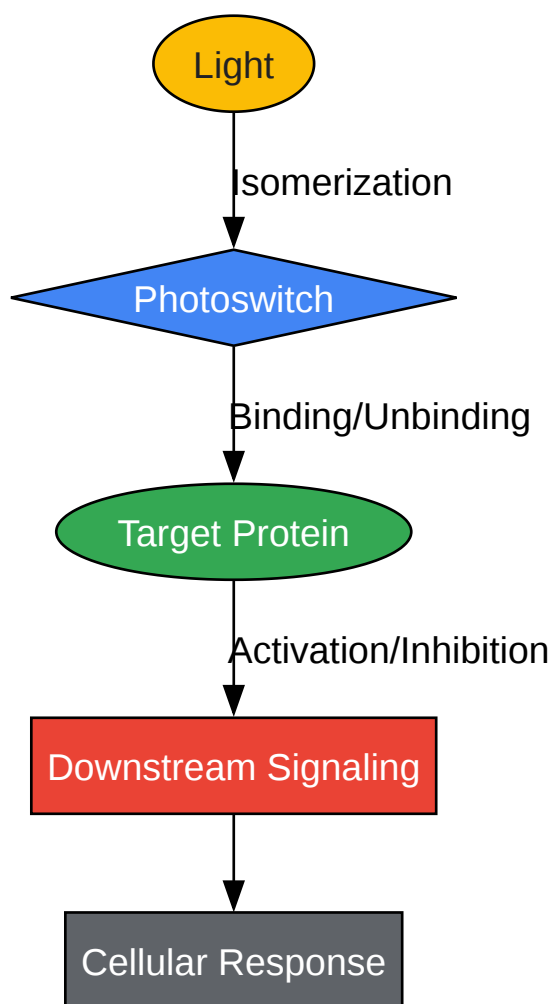 Light
Isomerization
Photoswitch
Binding/Unbinding
Target Protein
Activation/Inhibition
Downstream Signaling
Cellular Response